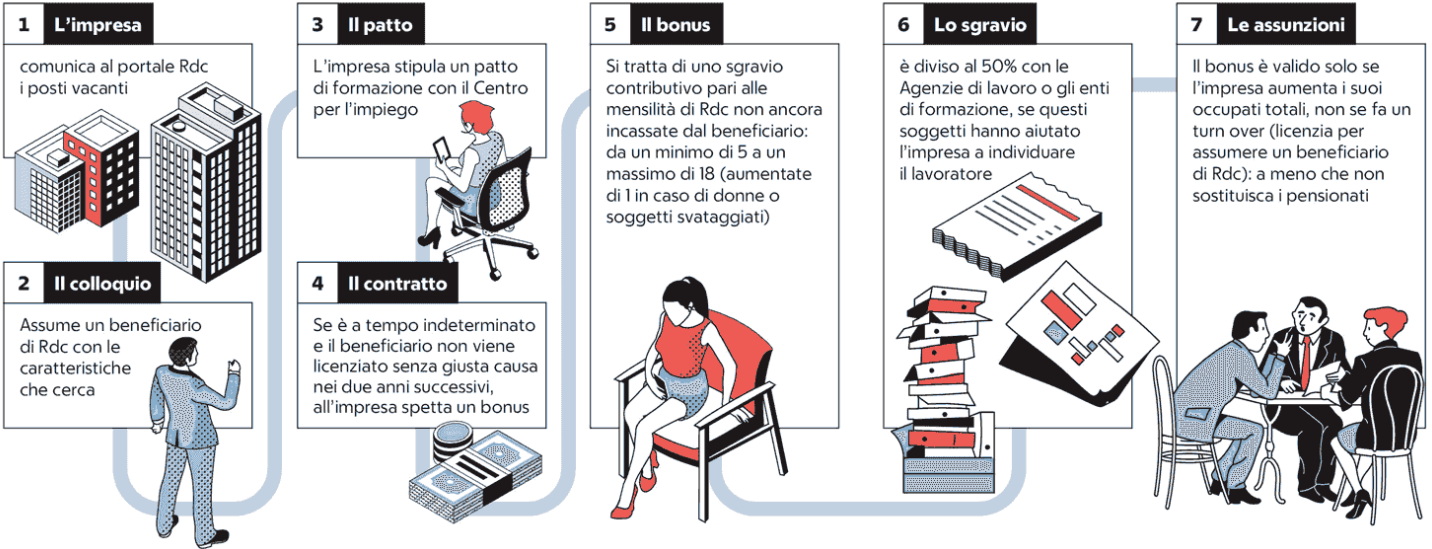 1 L'impresa
comunica al portale Rdc
i posti vacanti
2 Il colloquio
Assume un beneficiario
di Rdc con le
caratteristiche
che cerca
3 Il patto
L'impresa stipula un patto
di formazione con il Centro
per l'impiego
4 Il contratto
Se è a tempo indeterminato
e il beneficiario non viene
licenziato senza giusta causa
nei due anni successivi,
all'impresa spetta un bonus
5 Il bonus
Si tratta di uno sgravio
contributivo pari alle
mensilità di Rdc non ancora
incassate dal beneficiario:
da un minimo di 5 a un
massimo di 18 (aumentate
di 1 in caso di donne o
soggetti svataggiati)
6 Lo sgravio
è diviso al 50% con le
Agenzie di lavoro o gli enti
di formazione, se questi
soggetti hanno aiutato
l'impresa a individuare
il lavoratore
7 Le assunzioni
Il bonus è valido solo se
l'impresa aumenta i suoi
occupati totali, non se fa un
turn over (licenzia per
assumere un beneficiario
di Rdc): a meno che non
sostituisca i pensionati